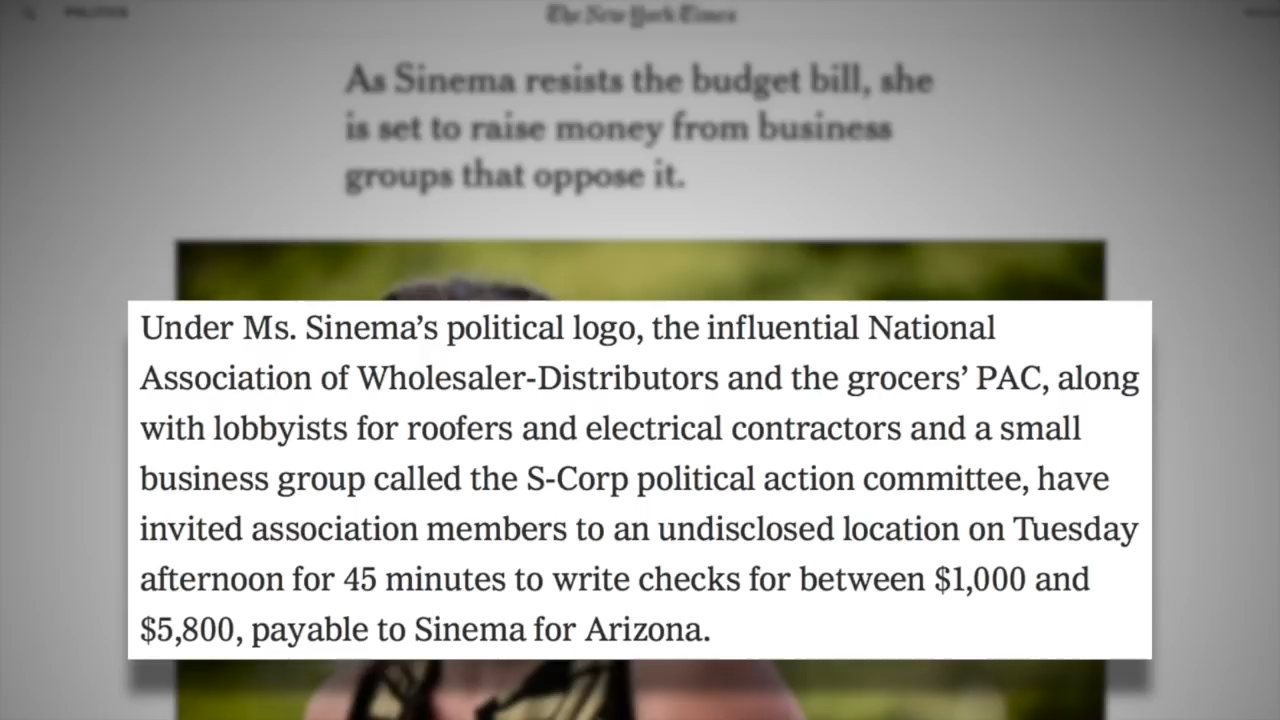 POLITICS
The New York Times
As Sinema resists the budget bill, she
is set to raise money from business
groups that oppose it.
Under Ms. Sinema’s political logo, the influential National
Association of Wholesaler-Distributors and the grocers’ PAC, along
with lobbyists for roofers and electrical contractors and a small
business group called the S-Corp political action committee, have
invited association members to an undisclosed location on Tuesday
afternoon for 45 minutes to write checks for between $1,000 and
$5,800, payable to Sinema for Arizona.